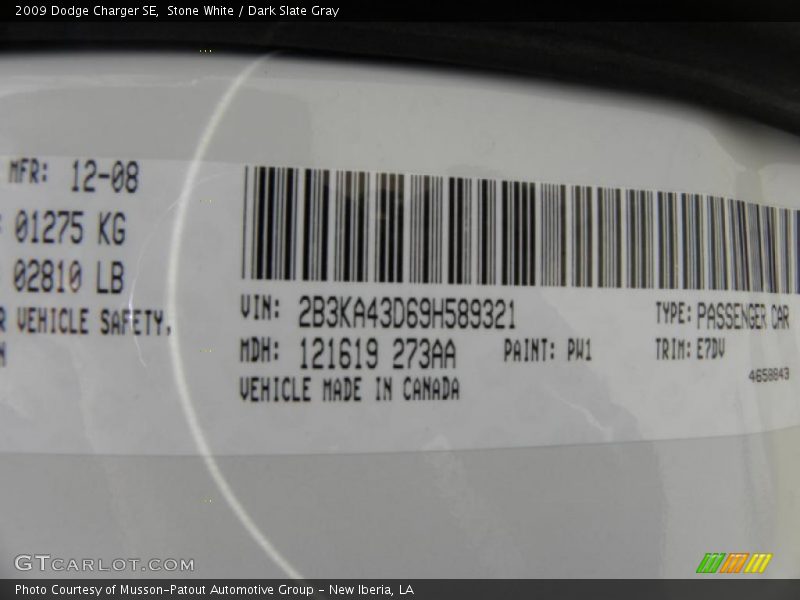 2009 Dodge Charger SE,  Stone White / Dark Slate Gray
MFR: 12-08
01275 KG
02810 LB
VEHICLE SAFETY,
VIN: 2B3KA43D69H589321 TYPE: PASSENGER CAR
MDH: 121619 273AA PAINT: PW1 TRIM: E7DV
4658843
VEHICLE MADE IN CANADA
GTCARLOT.COM
Photo Courtesy of Musson-Patout Automotive Group - New Iberia, LA